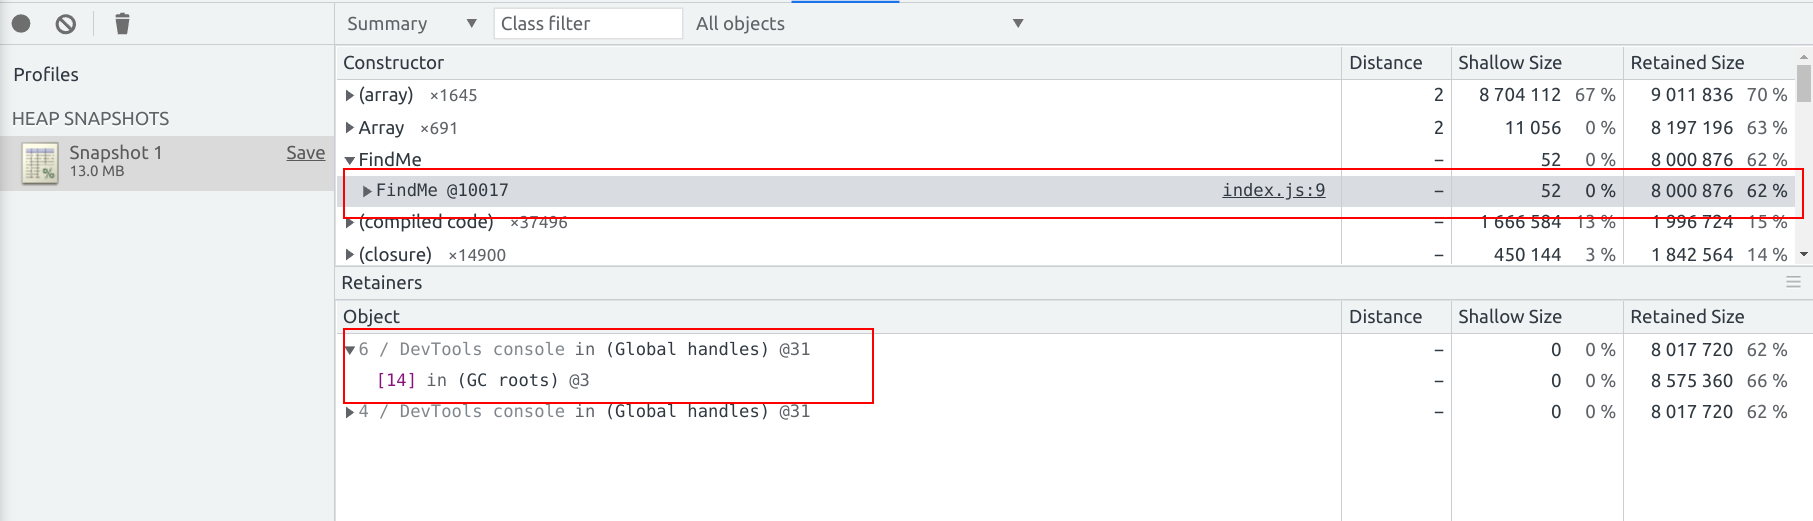 Summary ▼ Class filter All objects ▼
Profiles
HEAP SNAPSHOTS
Snapshot 1 Save
13.0 MB
Constructor Distance Shallow Size Retained Size
(array) ×1645 2 8 704 112 67 % 9 011 836 70 %
Array ×691 2 11 056 0 % 8 197 196 63 %
FindMe – 52 0 % 8 000 876 62 %
FindMe @10017 index.js:9 – 52 0 % 8 000 876 62 %
(compiled code) ×37496 – 1 666 584 13 % 1 996 724 15 %
(closure) ×14900 – 450 144 3 % 1 842 564 14 %
Retainers
Object Distance Shallow Size Retained Size
6 / DevTools console in (Global handles) @31 – 0 0 % 8 017 720 62 %
[14] in (GC roots) @3 – 0 0 % 8 575 360 66 %
4 / DevTools console in (Global handles) @31 – 0 0 % 8 017 720 62 %